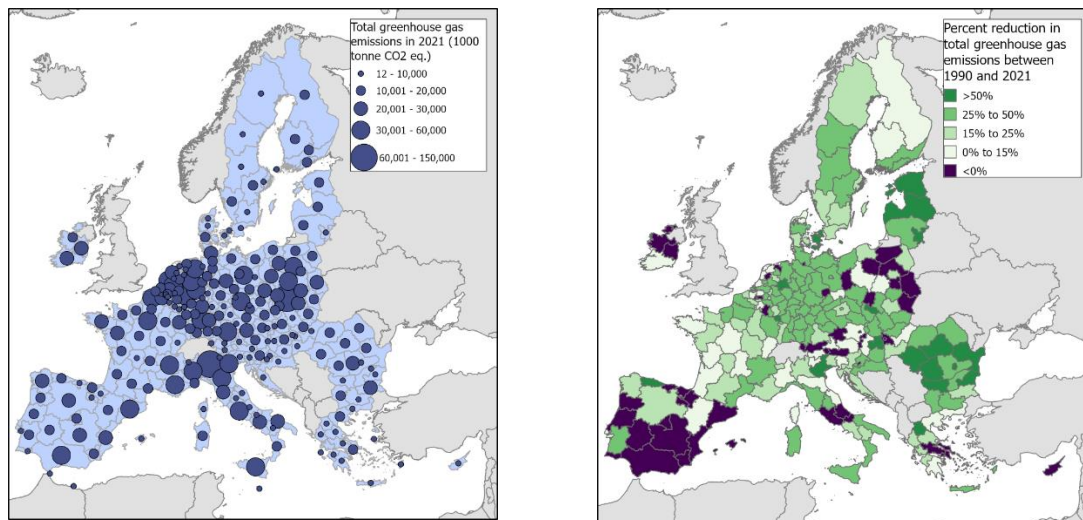 Total greenhouse gas
emissions in 2021 (1000
tonne CO2 eq.)
12 - 10,000
10,001 - 20,000
20,001 - 30,000
30,001 - 60,000
60,001 - 150,000
Percent reduction in
total greenhouse gas
emissions between
1990 and 2021
>50%
25% to 50%
15% to 25%
0% to 15%
<0%